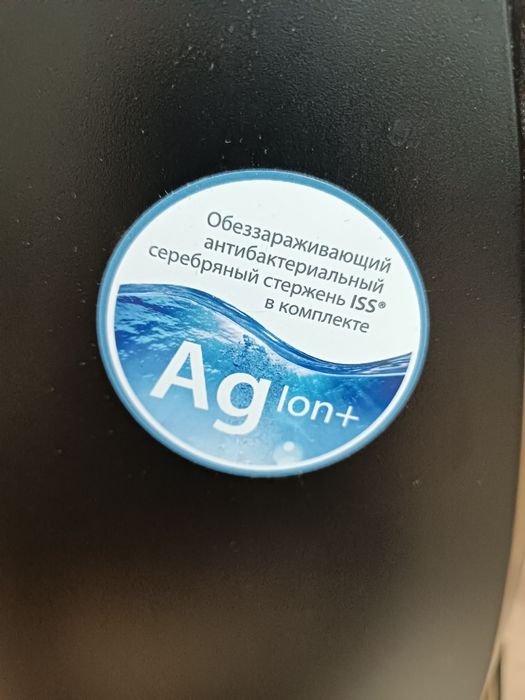 Обеззараживающий
антибактериальный
серебряный стержень ISS®
в комплекте
Ag Ion+